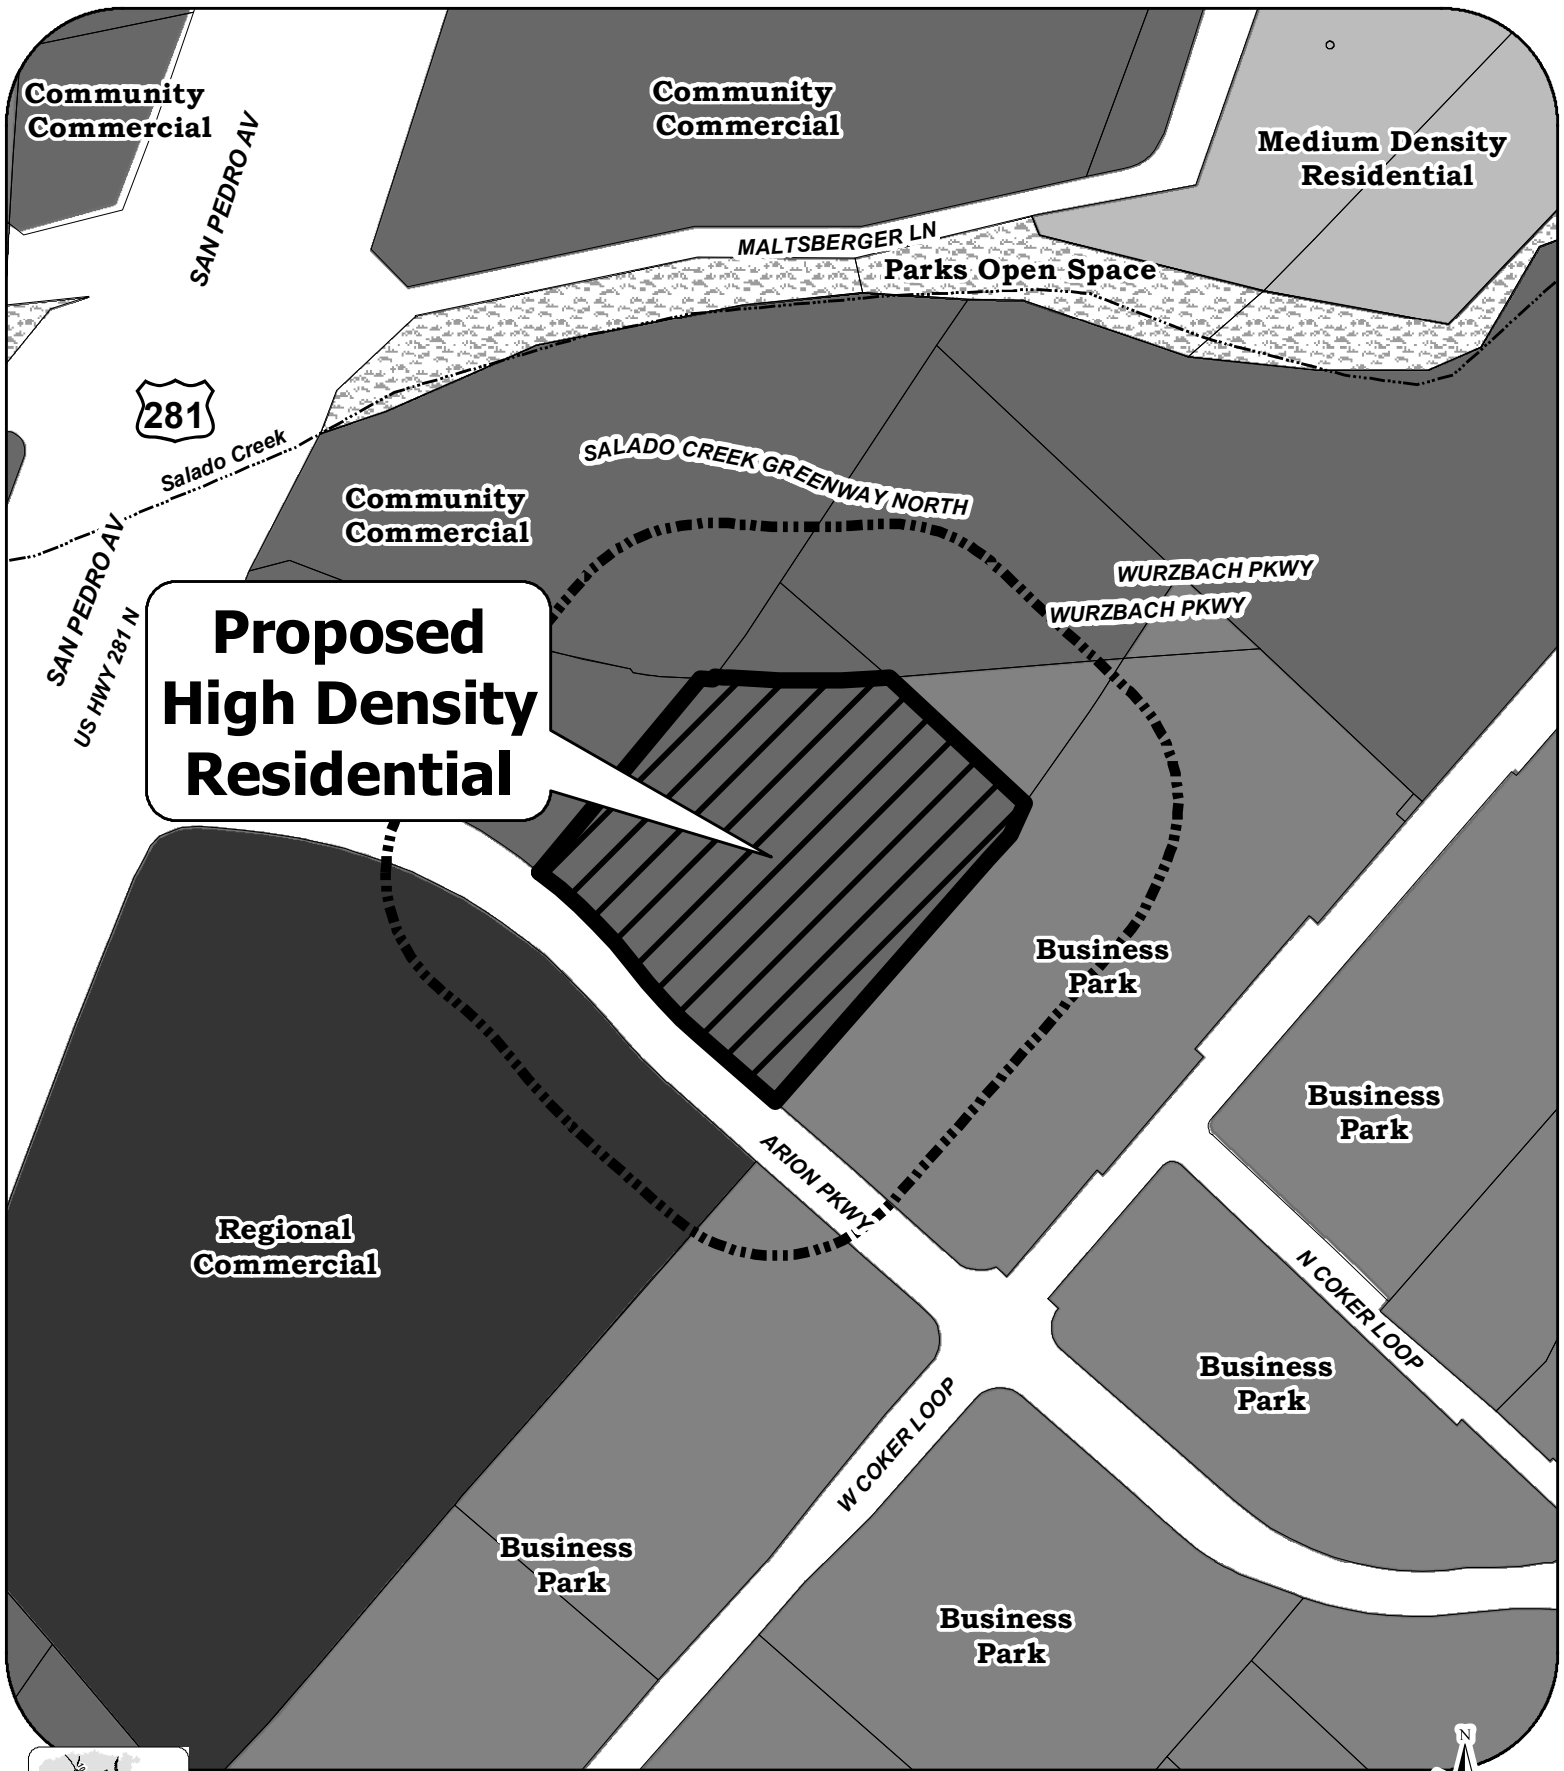 Community
Commercial
SAN PEDRO AV
Community
Commercial
Medium Density
Residential
MALTSBERGER LN
Parks Open Space
281
Salado Creek
SALADO CREEK GREENWAY NORTH
Community
Commercial
SAN PEDRO AV
US HWY 281 N
WURZBACH PKWY
WURZBACH PKWY
Proposed
High Density
Residential
Business
Park
Business
Park
ARION PKWY
Regional
Commercial
N COKER LOOP
Business
Park
W COKER LOOP
Business
Park
Business
Park
N